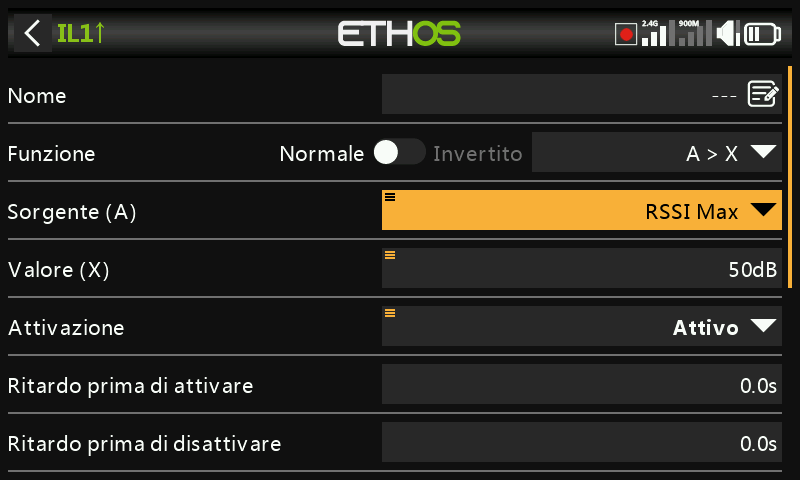 IL1↑ ETHOS 2.4G 900M
Nome ---
Funzione Normale Invertito A > X
Sorgente (A) RSSI Max
Valore (X) 50dB
Attivazione Attivo
Ritardo prima di attivare 0.0s
Ritardo prima di disattivare 0.0s